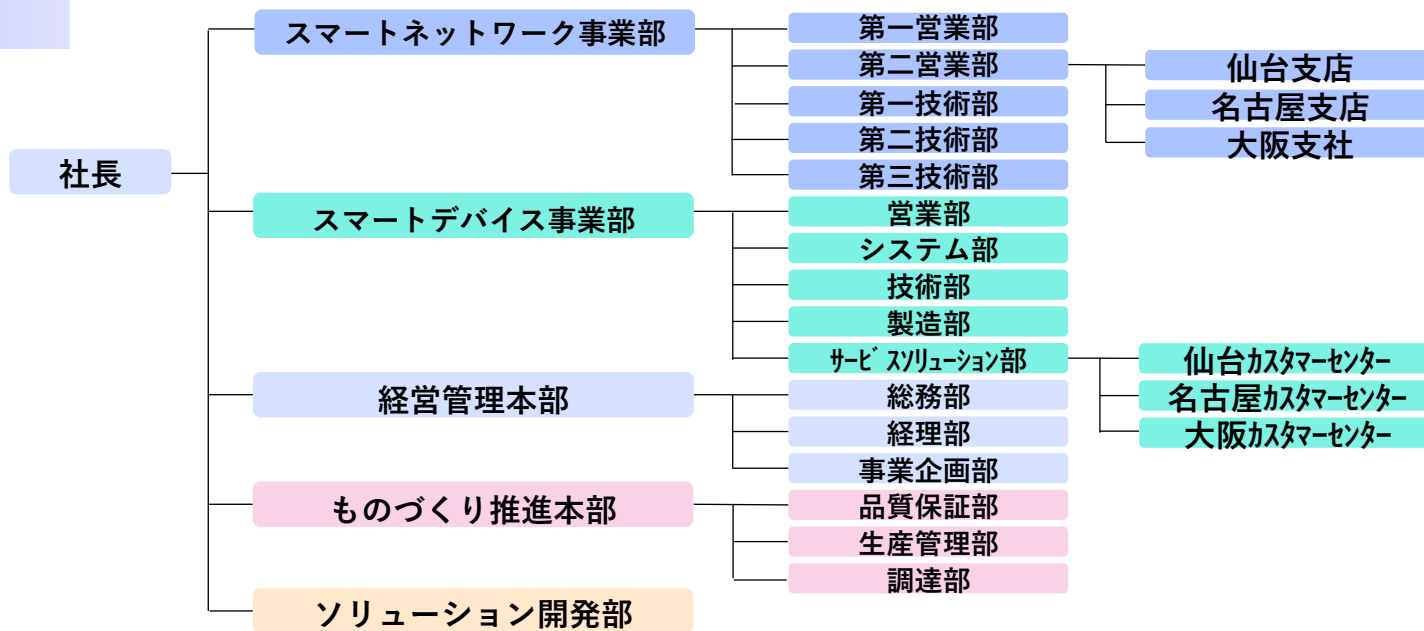 スマートネットワーク事業部
第一営業部
第二営業部
仙台支店
第一技術部
名古屋支店
第二技術部
大阪支社
社長
第三技術部
スマートデバイス事業部
営業部
システム部
技術部
製造部
ｻｰﾋﾞｽｿﾘｭｰｼｮﾝ部
仙台ｶｽﾀﾏｰｾﾝﾀｰ
経営管理本部
総務部
名古屋ｶｽﾀﾏｰｾﾝﾀｰ
経理部
大阪ｶｽﾀﾏｰｾﾝﾀｰ
事業企画部
ものづくり推進本部
品質保証部
生産管理部
調達部
ソリューション開発部